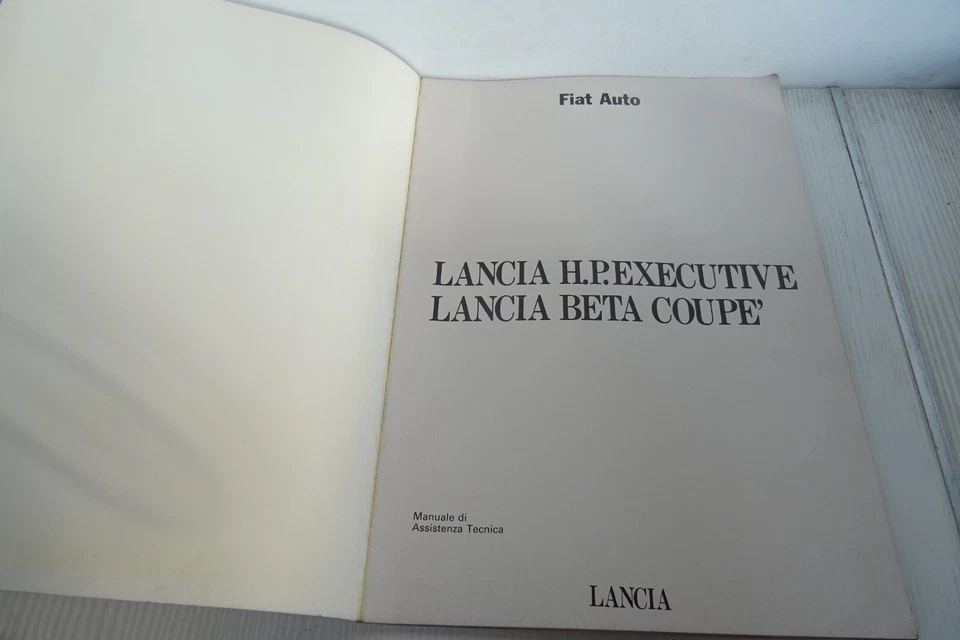 Fiat Auto
LANCIA H.P.EXECUTIVE
LANCIA BETA COUPE'
Manuale di
Assistenza Tecnica
LANCIA